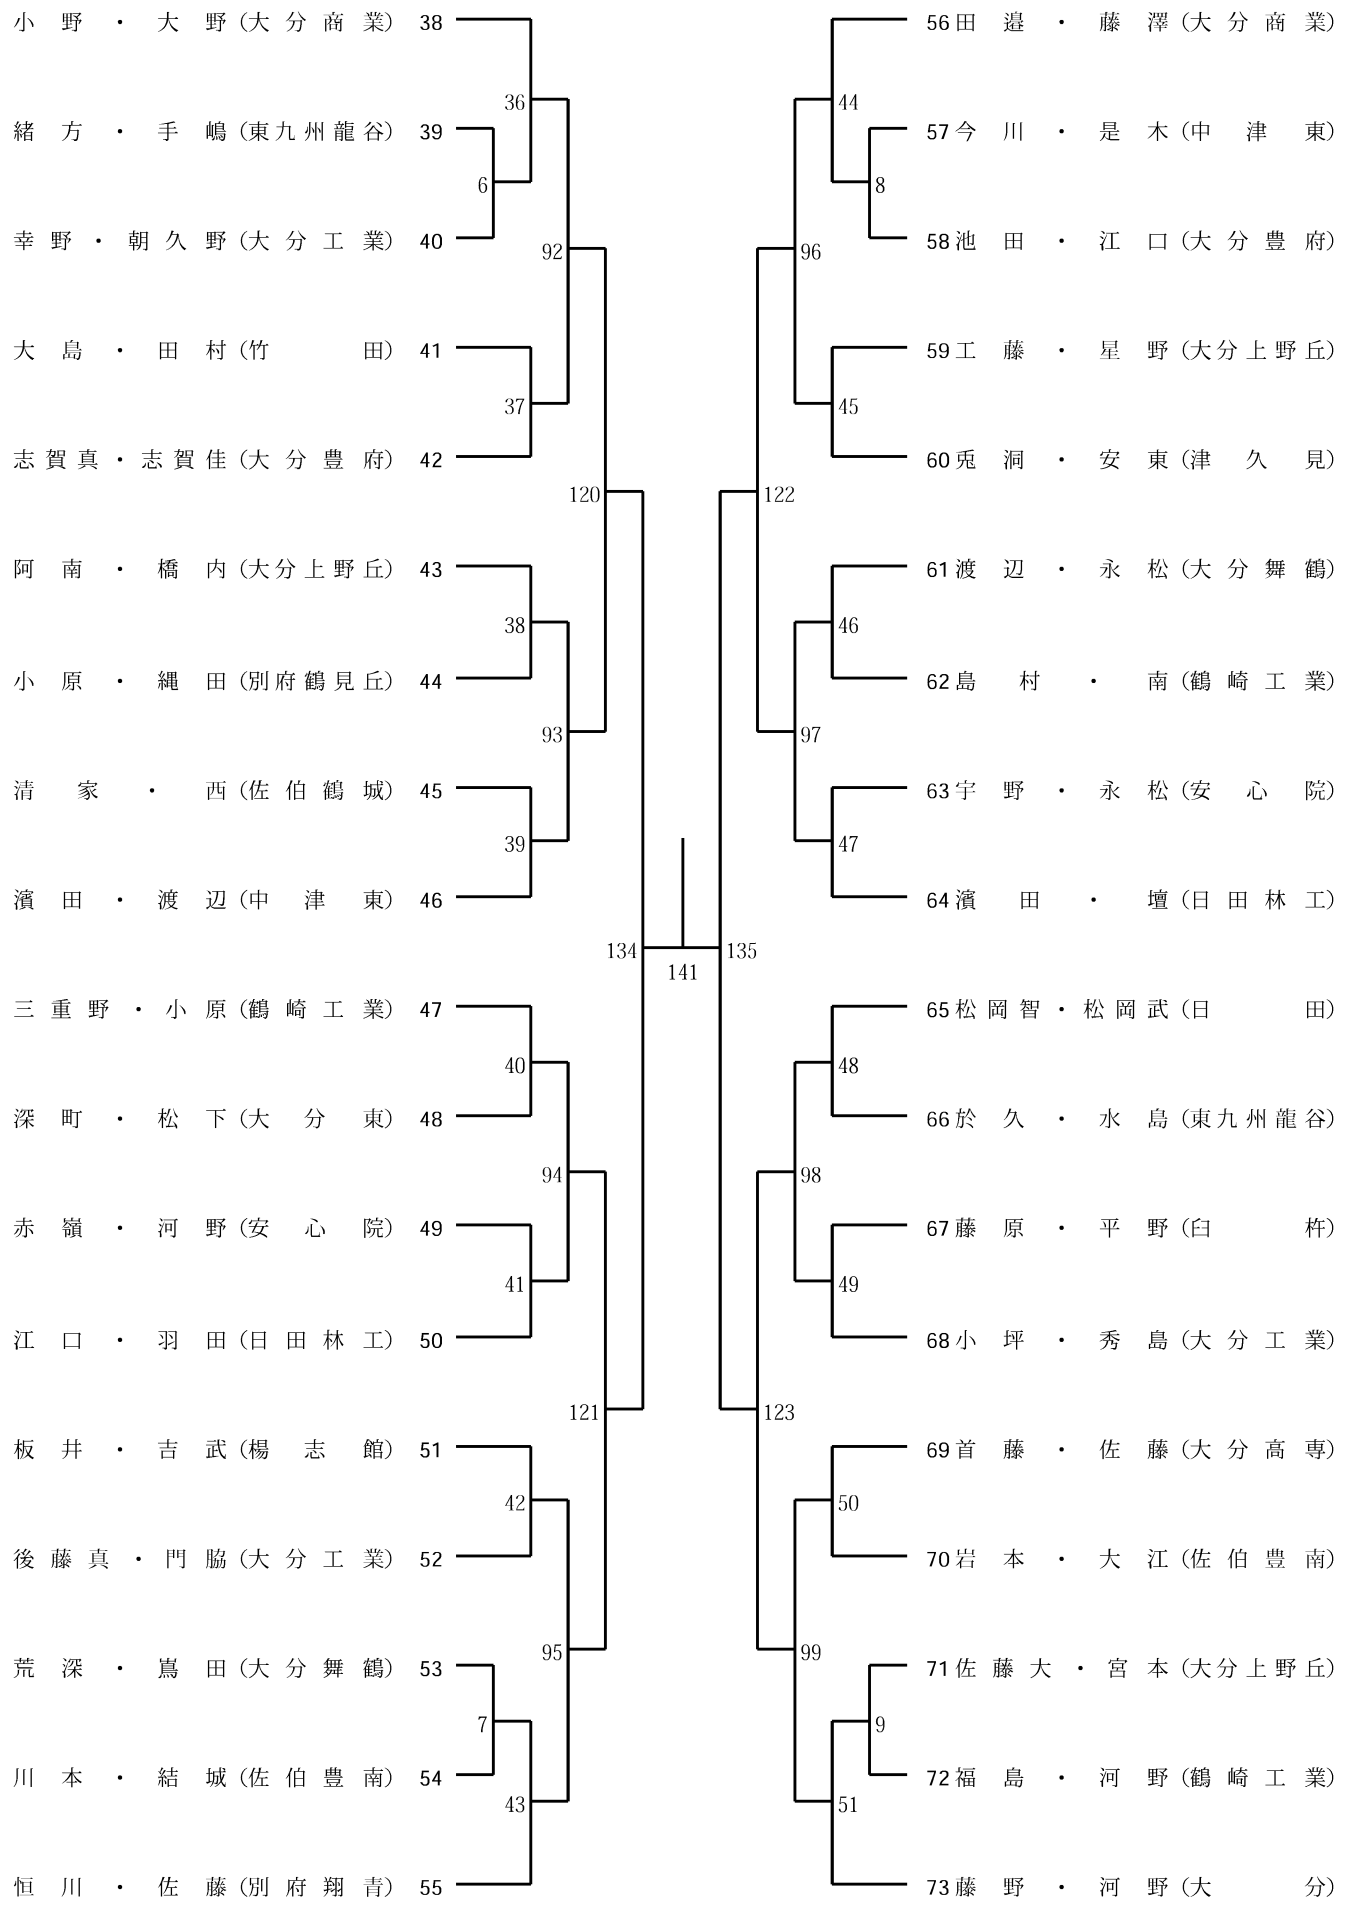 小野・大野(大分商業) 38
36
緒方・手嶋(東九州龍谷) 39
6
幸野・朝久野(大分工業) 40
92
大島・田村(竹田) 41
37
志賀真・志賀佳(大分豊府) 42
120
阿南・橋内(大分上野丘) 43
38
小原・縄田(別府鶴見丘) 44
93
清家・西(佐伯鶴城) 45
39
濱田・渡辺(中津東) 46
134
三重野・小原(鶴崎工業) 47
40
深町・松下(大分東) 48
94
赤嶺・河野(安心院) 49
41
江口・羽田(日田林工) 50
121
板井・吉武(楊志館) 51
42
後藤真・門脇(大分工業) 52
95
荒深・嶌田(大分舞鶴) 53
7
川本・結城(佐伯豊南) 54
43
恒川・佐藤(別府翔青) 55
141
56 田邉・藤澤(大分商業)
44
57 今川・是木(中津東)
8
58 池田・江口(大分豊府)
96
59 工藤・星野(大分上野丘)
45
60 兎洞・安東(津久見)
122
61 渡辺・永松(大分舞鶴)
46
62 島村・南(鶴崎工業)
97
63 宇野・永松(安心院)
47
64 濱田・壇(日田林工)
135
65 松岡智・松岡武(日田)
48
66 於久・水島(東九州龍谷)
98
67 藤原・平野(臼杵)
49
68 小坪・秀島(大分工業)
123
69 首藤・佐藤(大分高専)
50
70 岩本・大江(佐伯豊南)
99
71 佐藤大・宮本(大分上野丘)
9
72 福島・河野(鶴崎工業)
51
73 藤野・河野(大分)